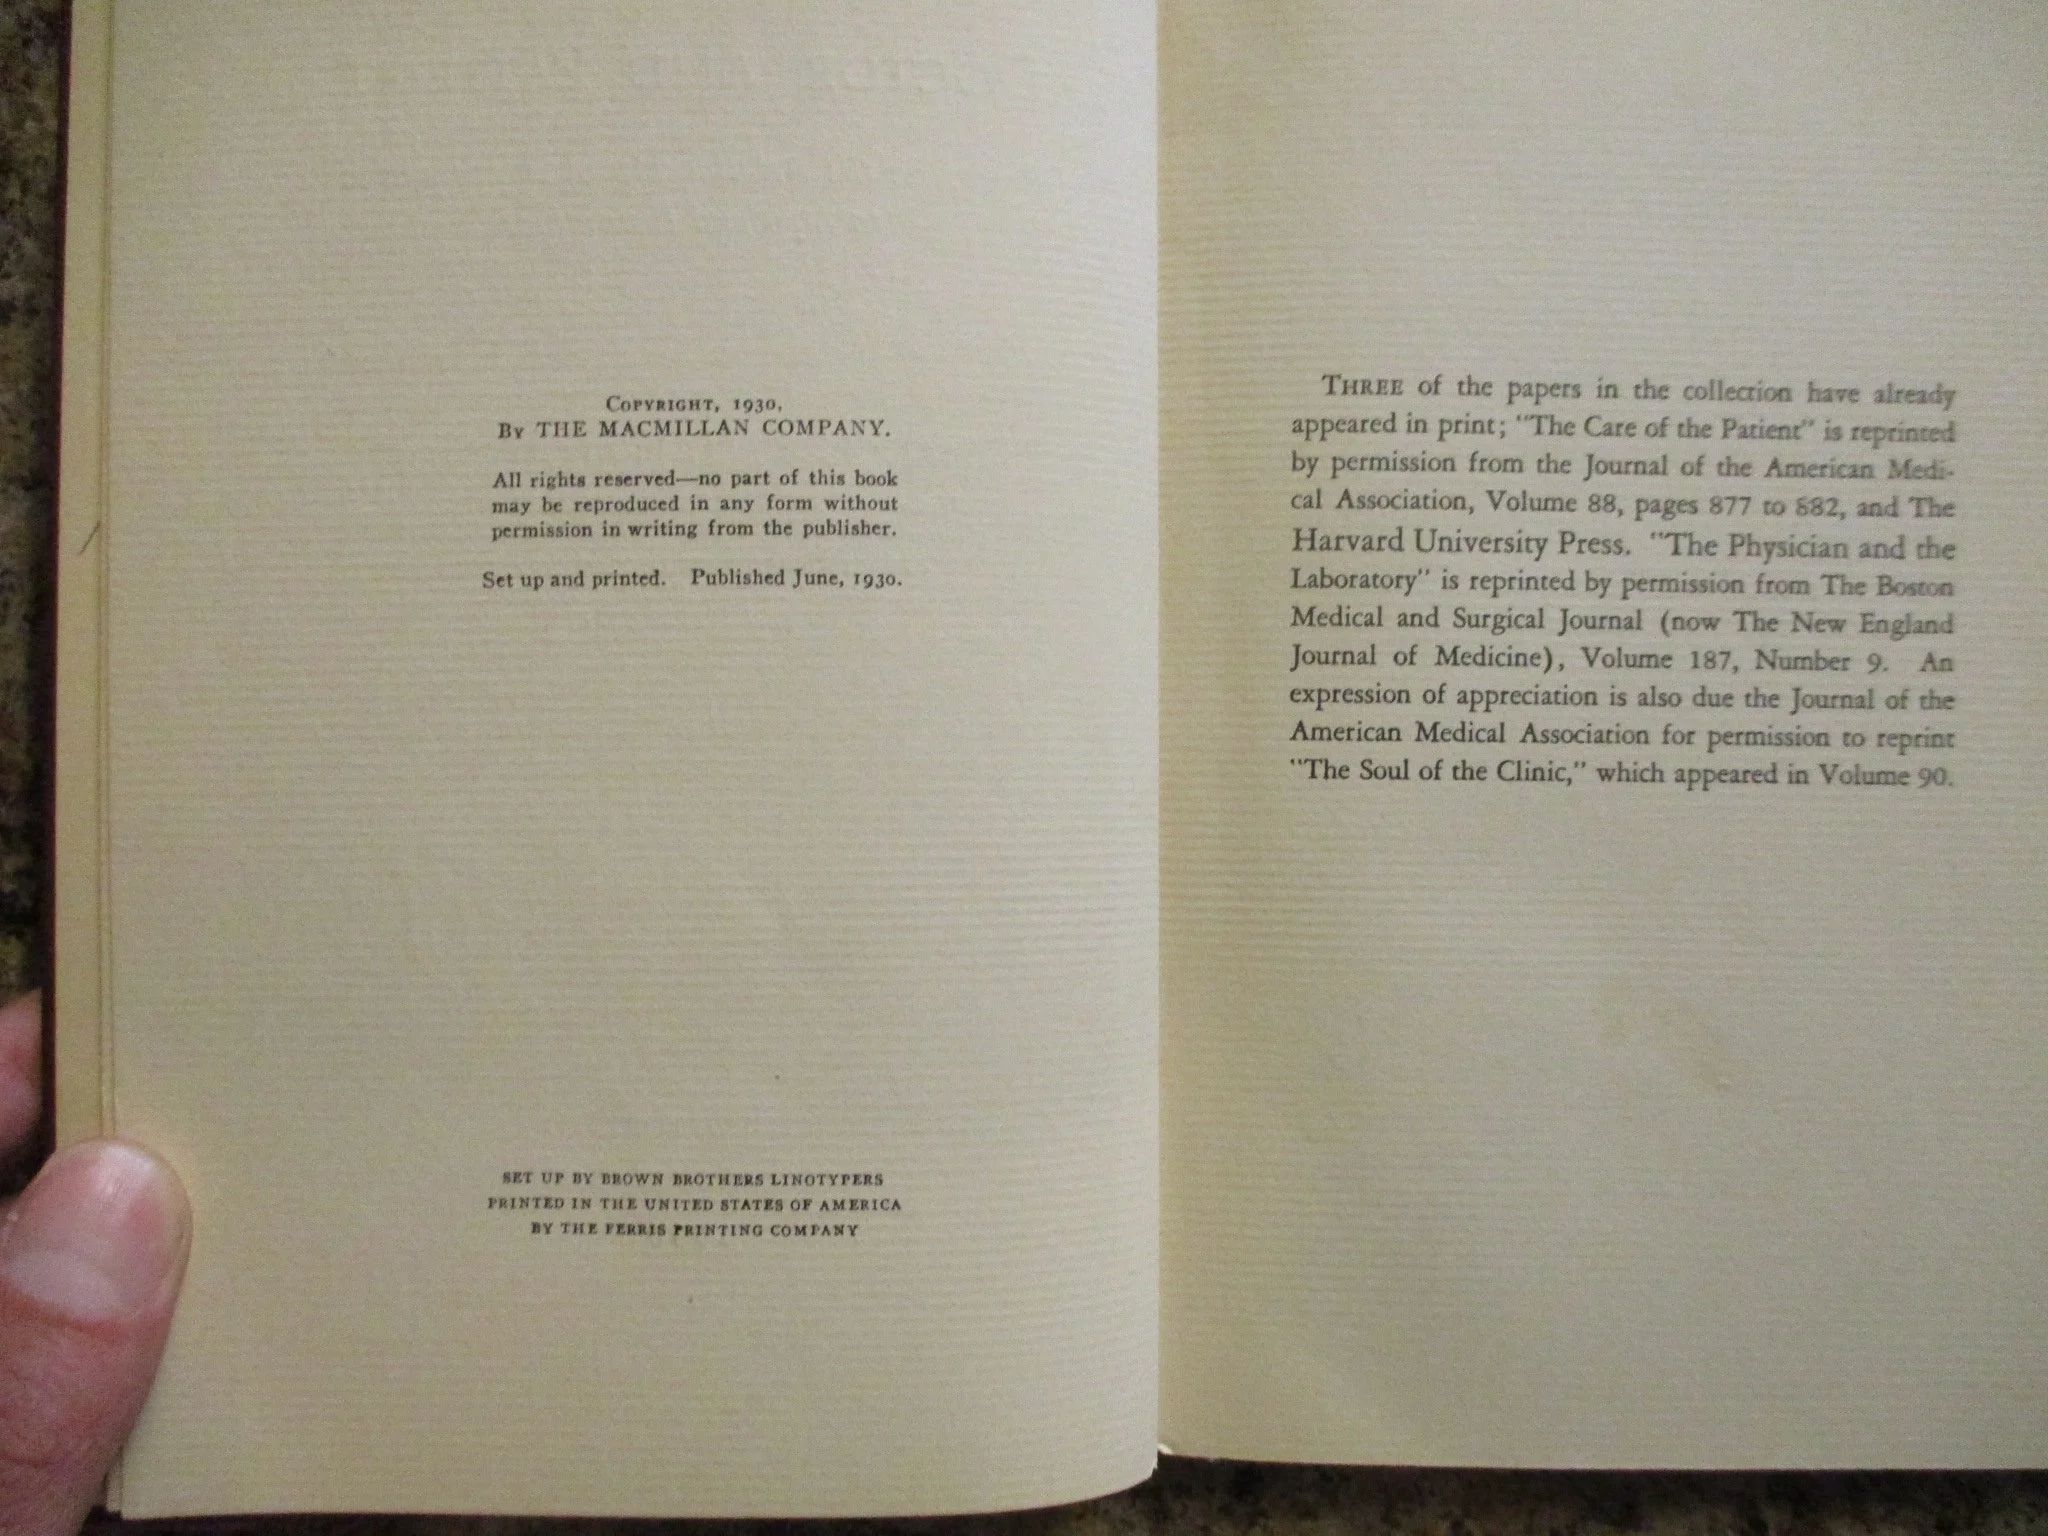 COPYRIGHT, 1930,
BY THE MACMILLAN COMPANY.
All rights reserved—no part of this book
may be reproduced in any form without
permission in writing from the publisher.
Set up and printed. Published June, 1930.
SET UP BY BROWN BROTHERS LINOTYPERS
PRINTED IN THE UNITED STATES OF AMERICA
BY THE FERRIS PRINTING COMPANY
THREE of the papers in the collection have already
appeared in print; "The Care of the Patient" is reprinted
by permission from the Journal of the American Medi-
cal Association, Volume 88, pages 877 to 882, and The
Harvard University Press. "The Physician and the
Laboratory" is reprinted by permission from The Boston
Medical and Surgical Journal (now The New England
Journal of Medicine), Volume 187, Number 9. An
expression of appreciation is also due the Journal of the
American Medical Association for permission to reprint
"The Soul of the Clinic," which appeared in Volume 90.